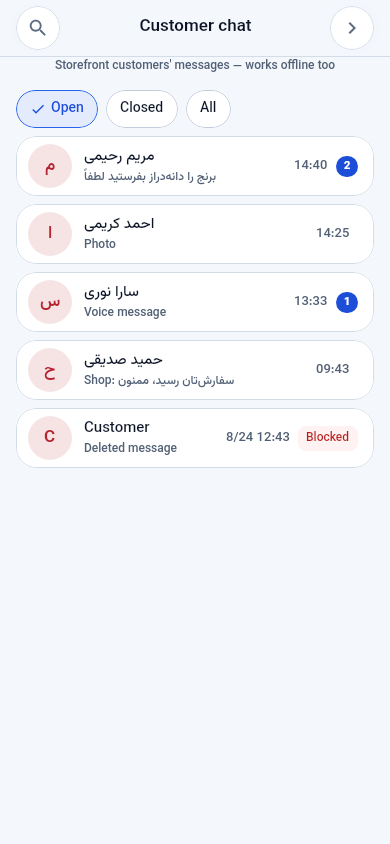 Customer chat
Storefront customers' messages — works offline too
Open
Closed
All
م
مریم رحیمی
14:40
2
برنج را دانه‌دراز بفرستید لطفاً
ا
احمد کریمی
14:25
Photo
س
سارا نوری
13:33
1
Voice message
ح
حمید صدیقی
09:43
Shop: سفارش‌تان رسید، ممنون
C
Customer
8/24 12:43
Blocked
Deleted message